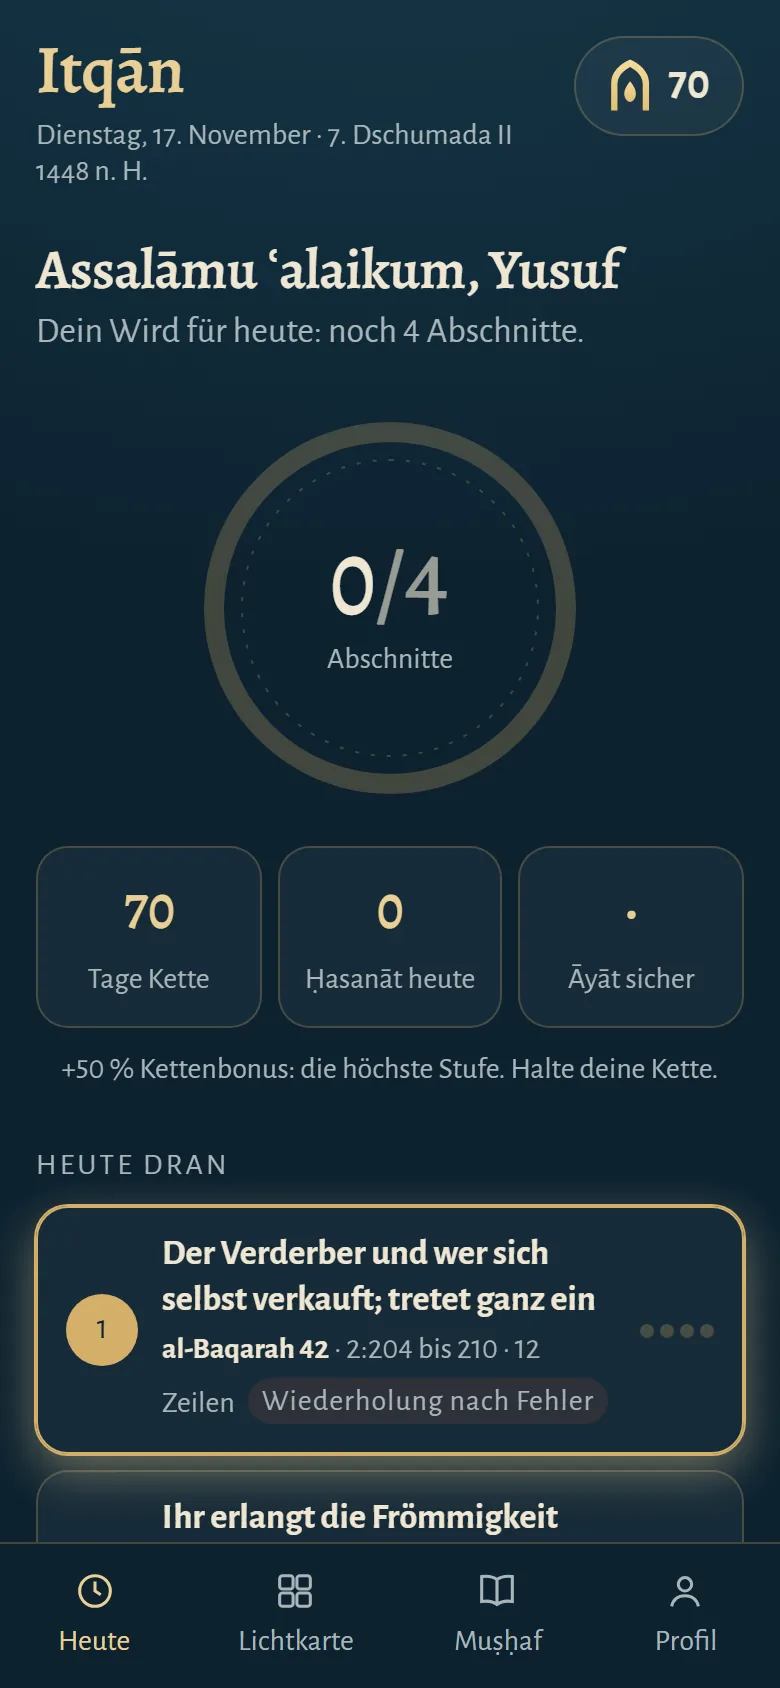 Itqān
70
Dienstag, 17. November · 7. Dschumada II
1448 n. H.
Assalāmu ʿalaikum, Yusuf
Dein Wird für heute: noch 4 Abschnitte.
0/4
Abschnitte
70
Tage Kette
0
Ḥasanāt heute
·
Āyāt sicher
+50 % Kettenbonus: die höchste Stufe. Halte deine Kette.
HEUTE DRAN
1
Der Verderber und wer sich
selbst verkauft; tretet ganz ein
al-Baqarah 42 · 2:204 bis 210 · 12
Zeilen Wiederholung nach Fehler
Ihr erlangt die Frömmigkeit
Heute
Lichtkarte
Muṣḥaf
Profil